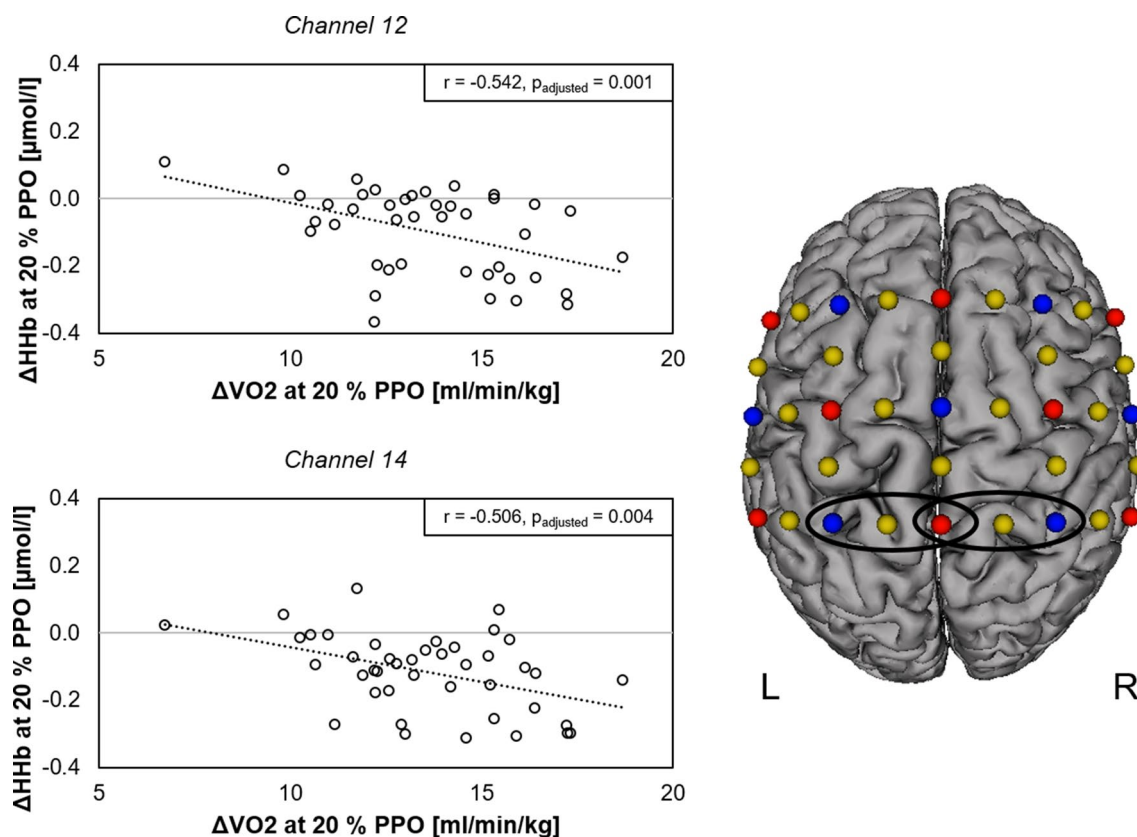 Channel 12
r = -0.542, p_adjusted = 0.001
ΔHHb at 20 % PPO [µmol/l]
0.4
0.2
0.0
-0.2
-0.4
5 10 15 20
ΔVO2 at 20 % PPO [ml/min/kg]
Channel 14
r = -0.506, p_adjusted = 0.004
ΔHHb at 20 % PPO [µmol/l]
0.4
0.2
0.0
-0.2
-0.4
5 10 15 20
ΔVO2 at 20 % PPO [ml/min/kg]
L R